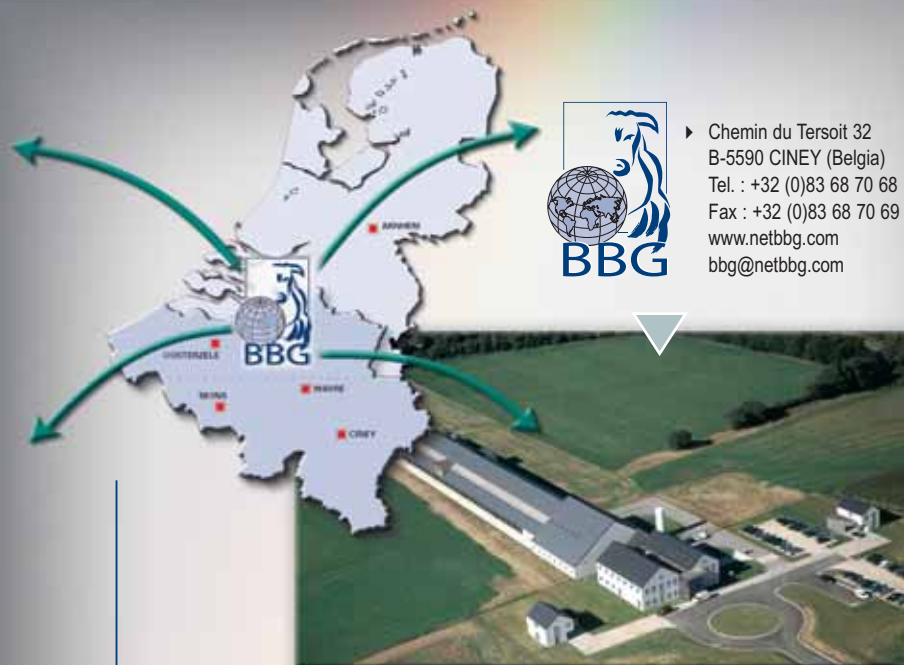 ARNHEM
BBG
OOSTERZELE
MONS
WAVRE
CINEY
BBG
Chemin du Tersoit 32
B-5590 CINEY (Belgia)
Tel. : +32 (0)83 68 70 68
Fax : +32 (0)83 68 70 69
www.netbbg.com
bbg@netbbg.com